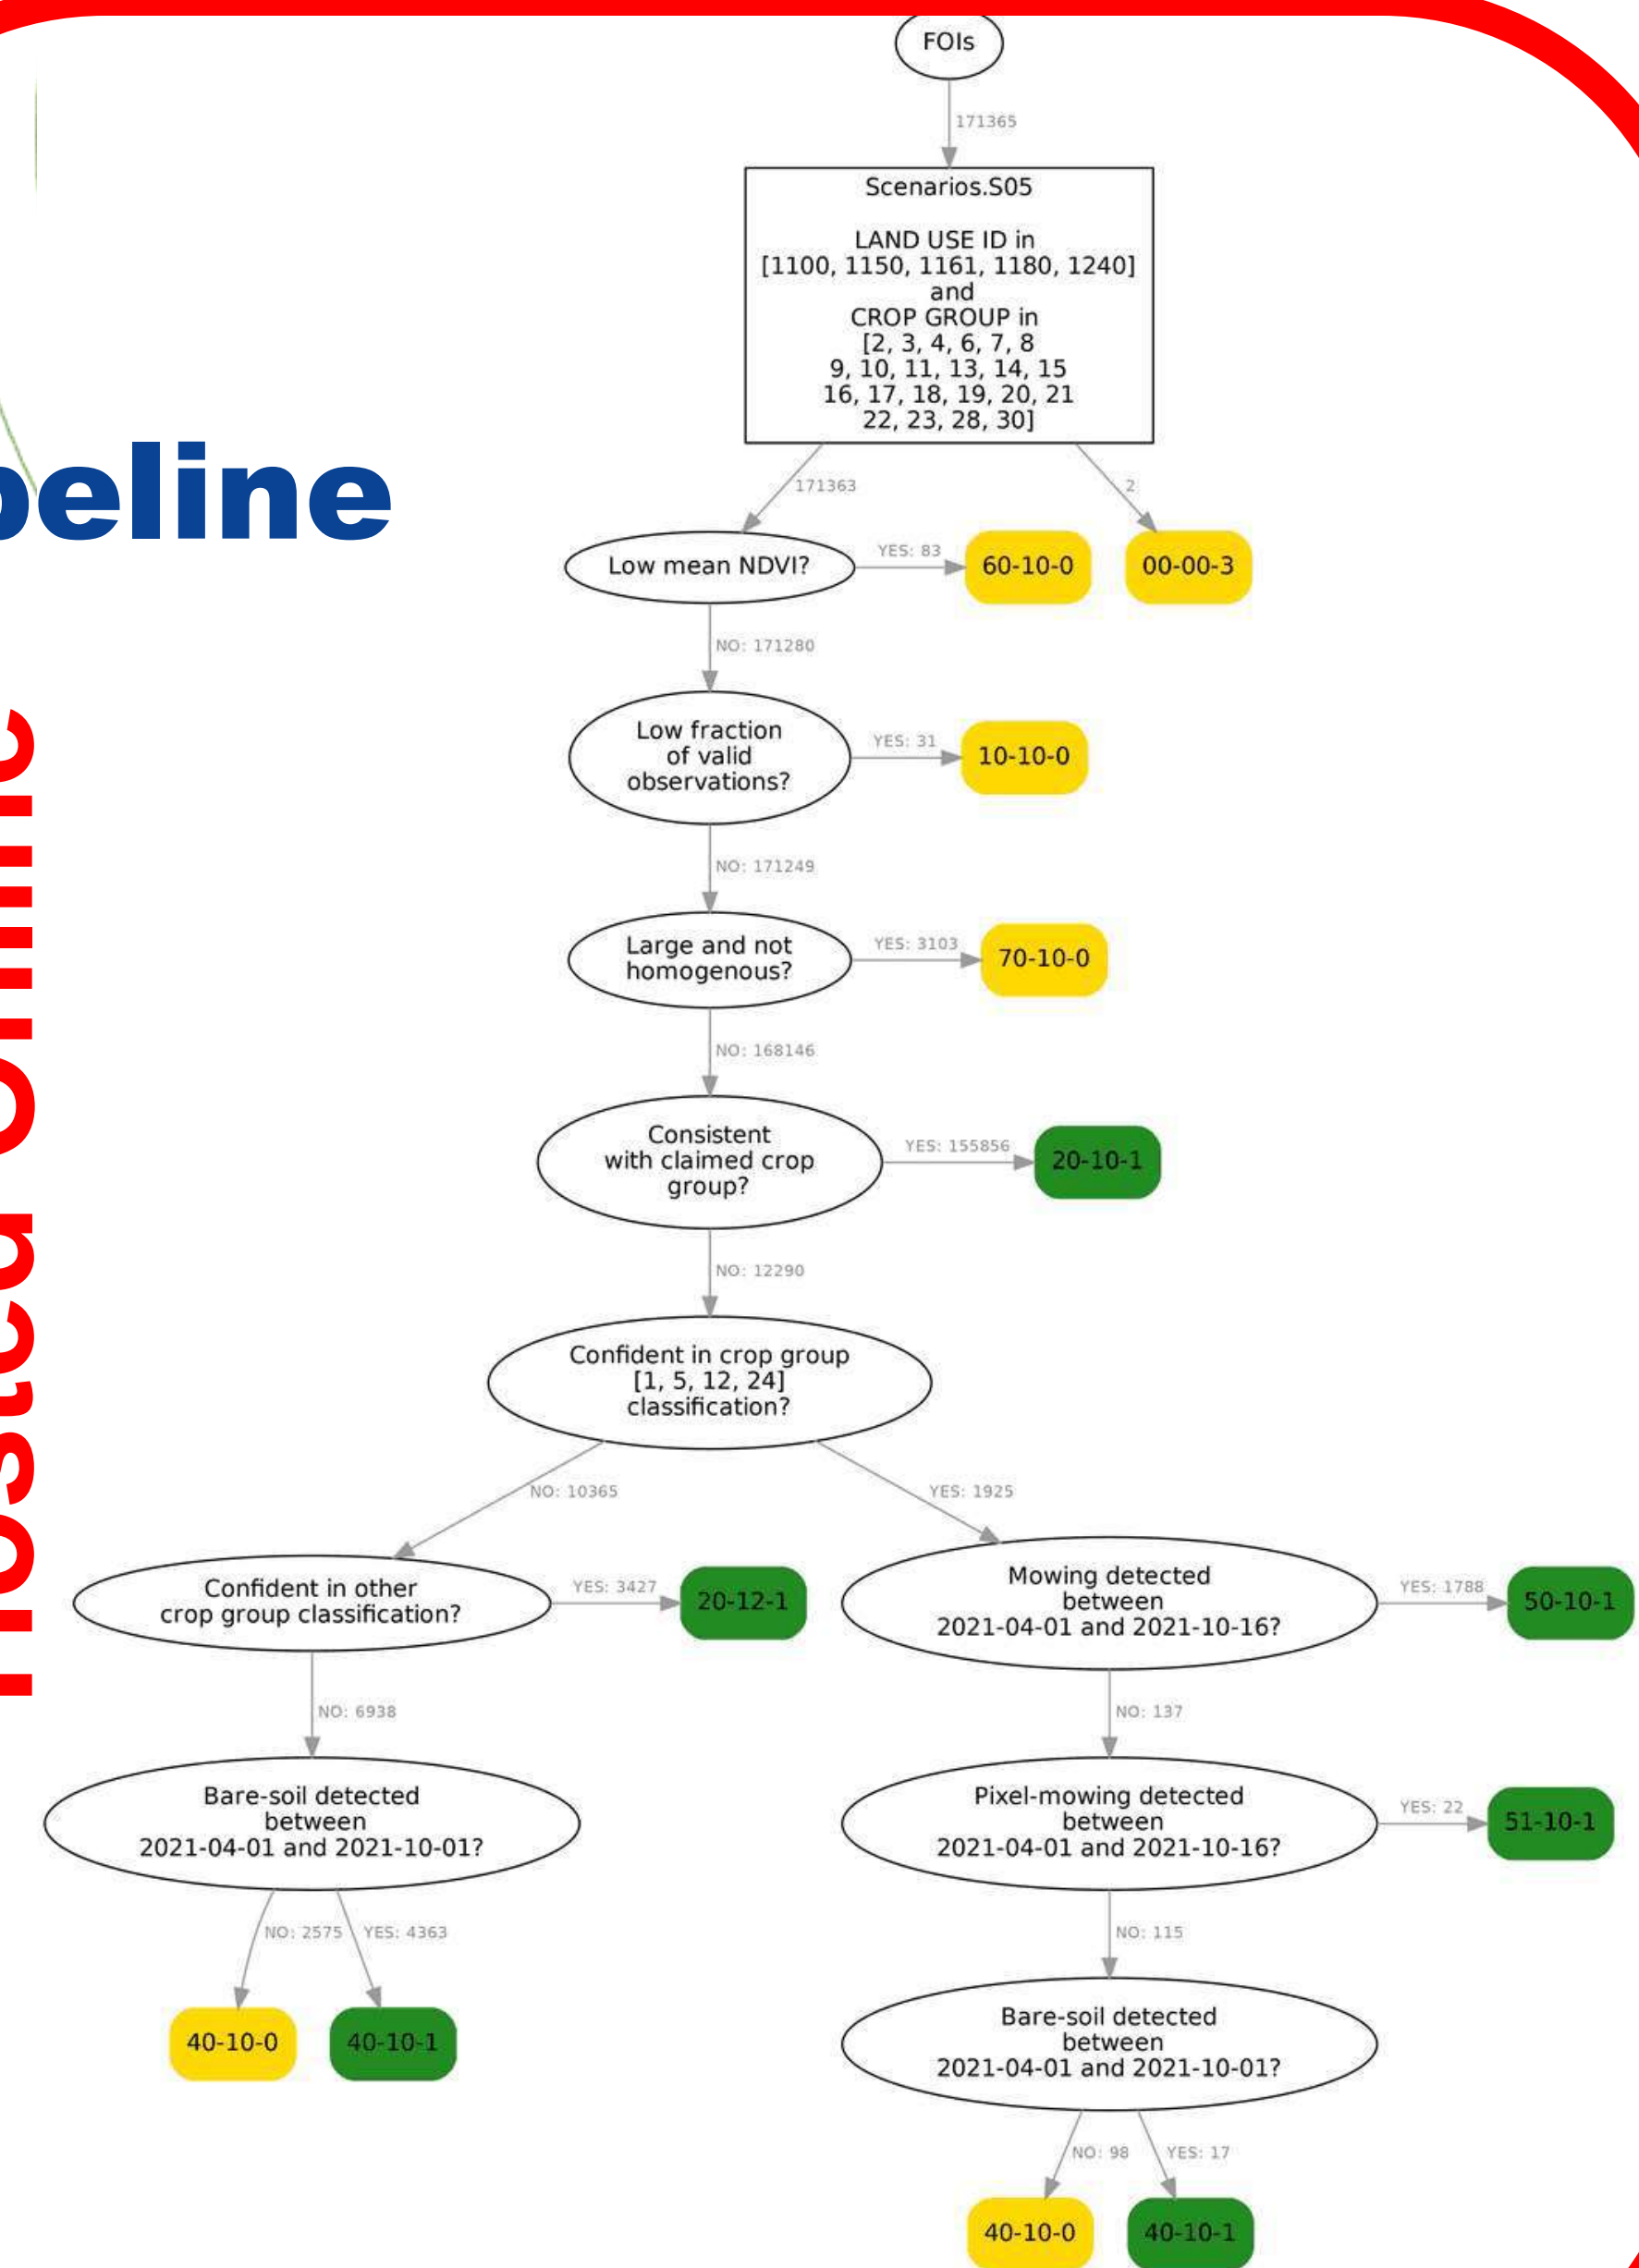 FOIs
171365
Scenarios.S05
LAND USE ID in
[1100, 1150, 1161, 1180, 1240]
and
CROP GROUP in
[2, 3, 4, 6, 7, 8
9, 10, 11, 13, 14, 15
16, 17, 18, 19, 20, 21
22, 23, 28, 30]
171363
2
peline
Low mean NDVI?
YES: 83
60-10-0
00-00-3
NO: 171280
Low fraction
of valid
observations?
YES: 31
10-10-0
NO: 171249
Large and not
homogenous?
YES: 3103
70-10-0
NO: 168146
Consistent
with claimed crop
group?
YES: 155856
20-10-1
NO: 12290
Confident in crop group
[1, 5, 12, 24]
classification?
NO: 10365
YES: 1925
Confident in other
crop group classification?
YES: 3427
20-12-1
Mowing detected
between
2021-04-01 and 2021-10-16?
YES: 1788
50-10-1
NO: 6938
NO: 137
Bare-soil detected
between
2021-04-01 and 2021-10-01?
Pixel-mowing detected
between
2021-04-01 and 2021-10-16?
YES: 22
51-10-1
NO: 2575
YES: 4363
NO: 115
40-10-0
40-10-1
Bare-soil detected
between
2021-04-01 and 2021-10-01?
NO: 98
YES: 17
40-10-0
40-10-1